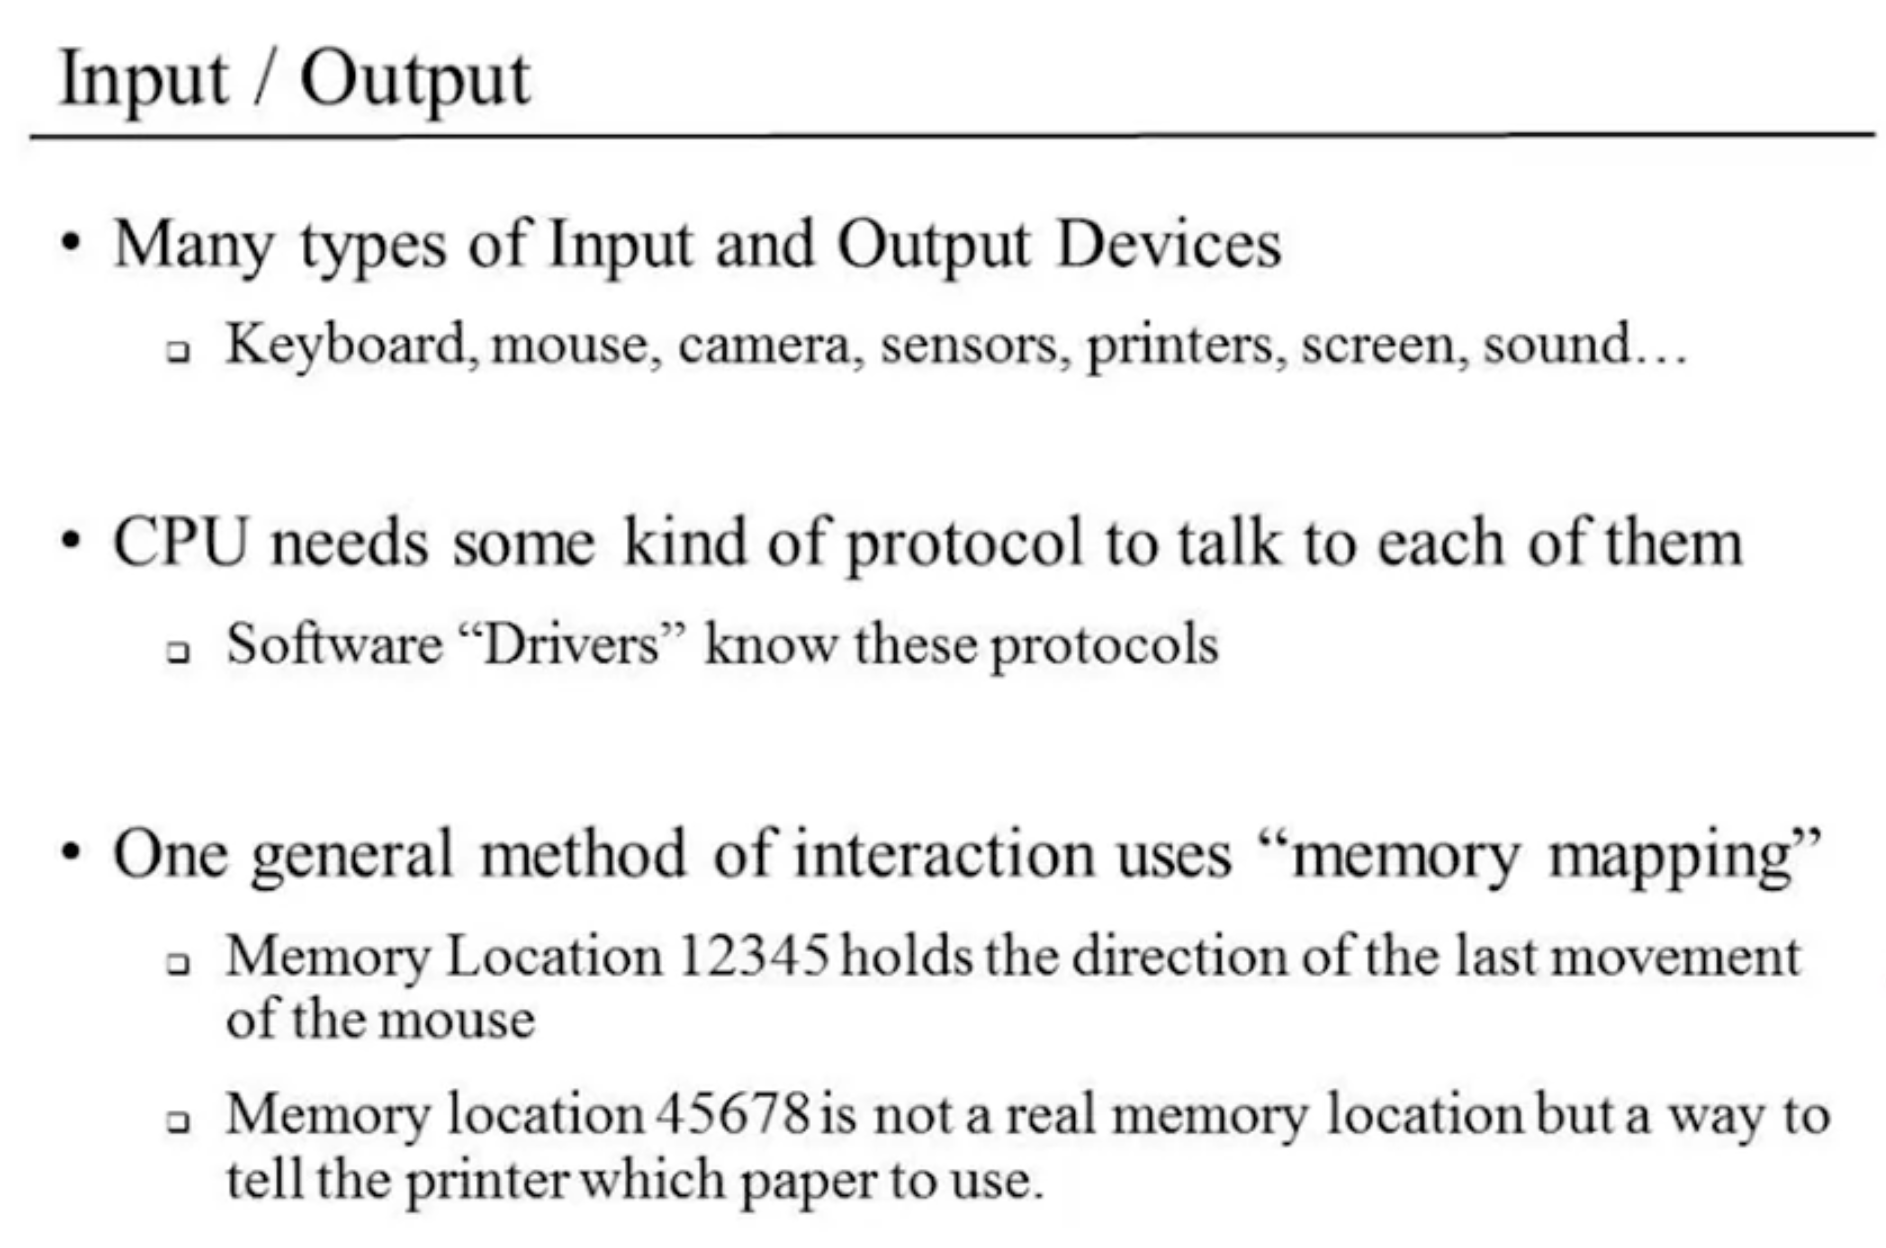 Input / Output
• Many types of Input and Output Devices
❑ Keyboard, mouse, camera, sensors, printers, screen, sound…
• CPU needs some kind of protocol to talk to each of them
❑ Software “Drivers” know these protocols
• One general method of interaction uses “memory mapping”
❑ Memory Location 12345 holds the direction of the last movement
of the mouse
❑ Memory location 45678 is not a real memory location but a way to
tell the printer which paper to use.